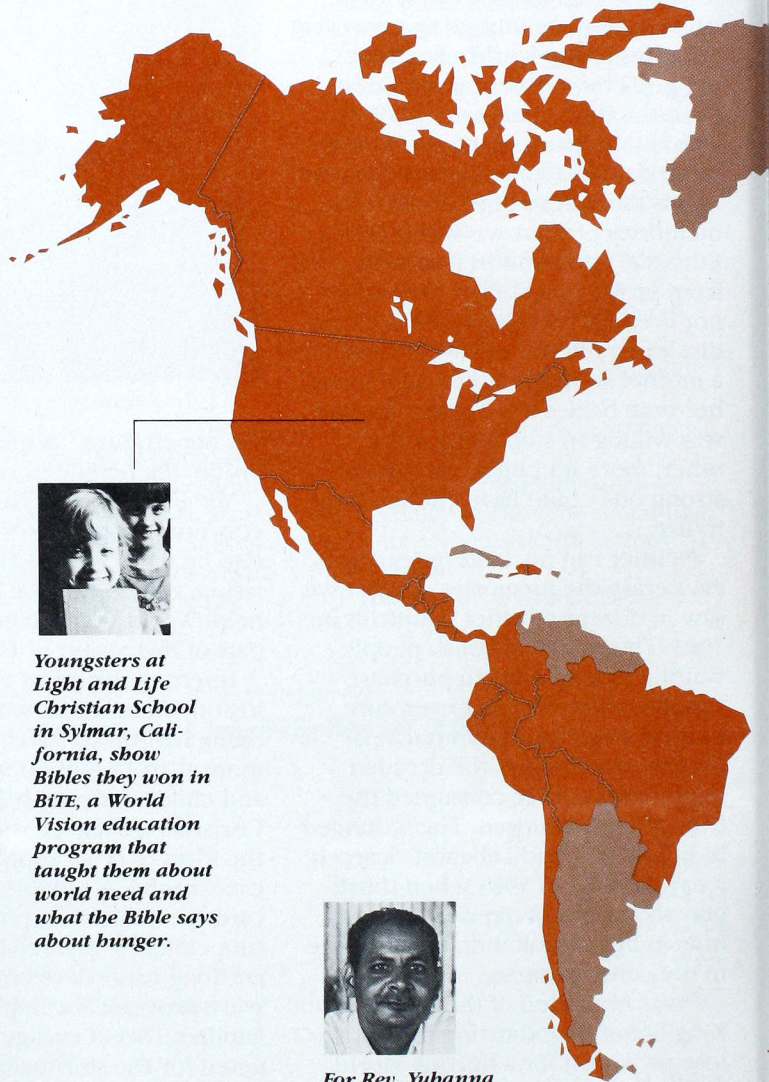 Youngsters at
Light and Life
Christian School
in Sylmar, Cali-
fornia, show
Bibles they won in
BiTE, a World
Vision education
program that
taught them about
world need and
what the Bible says
about hunger.
For Rev. Yuhanna